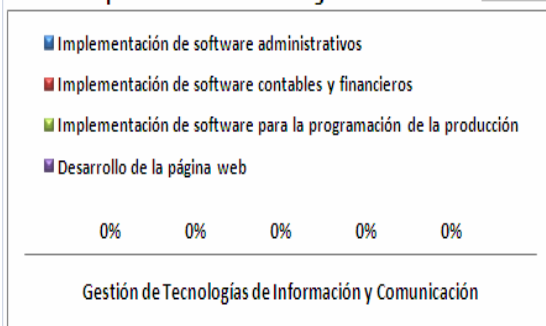 Implementación de software administrativos
Implementación de software contables y financieros
Implementación de software para la programación de la producción
Desarrollo de la página web
0% 0% 0% 0% 0%
Gestión de Tecnologías de Información y Comunicación